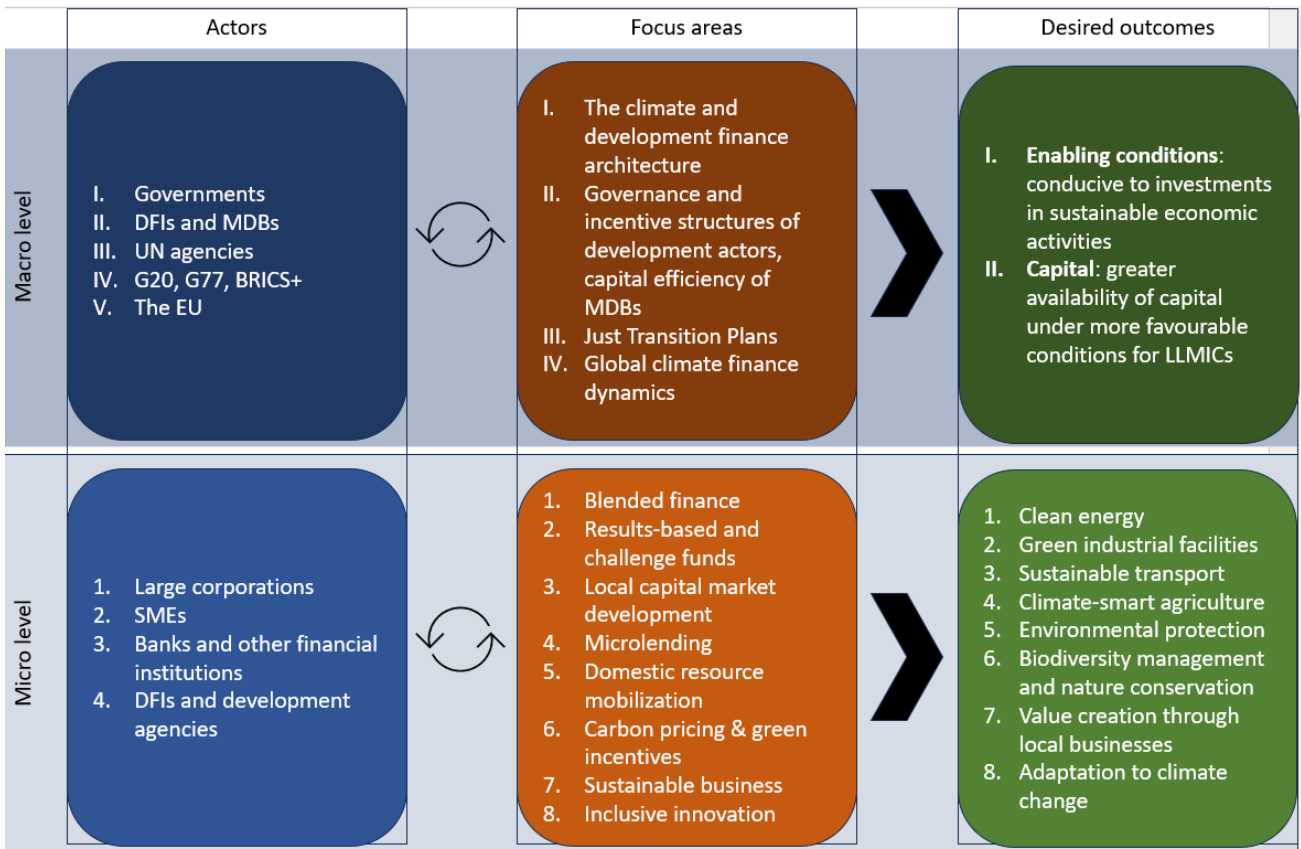 Actors
Focus areas
Desired outcomes
Macro level
I. Governments
II. DFIs and MDBs
III. UN agencies
IV. G20, G77, BRICS+
V. The EU
I. The climate and
development finance
architecture
II. Governance and
incentive structures of
development actors,
capital efficiency of
MDBs
III. Just Transition Plans
IV. Global climate finance
dynamics
I. Enabling conditions:
conducive to investments
in sustainable economic
activities
II. Capital: greater
availability of capital
under more favourable
conditions for LLMICs
Micro level
1. Large corporations
2. SMEs
3. Banks and other financial
institutions
4. DFIs and development
agencies
1. Blended finance
2. Results-based and
challenge funds
3. Local capital market
development
4. Microlending
5. Domestic resource
mobilization
6. Carbon pricing & green
incentives
7. Sustainable business
8. Inclusive innovation
1. Clean energy
2. Green industrial facilities
3. Sustainable transport
4. Climate-smart agriculture
5. Environmental protection
6. Biodiversity management
and nature conservation
7. Value creation through
local businesses
8. Adaptation to climate
change